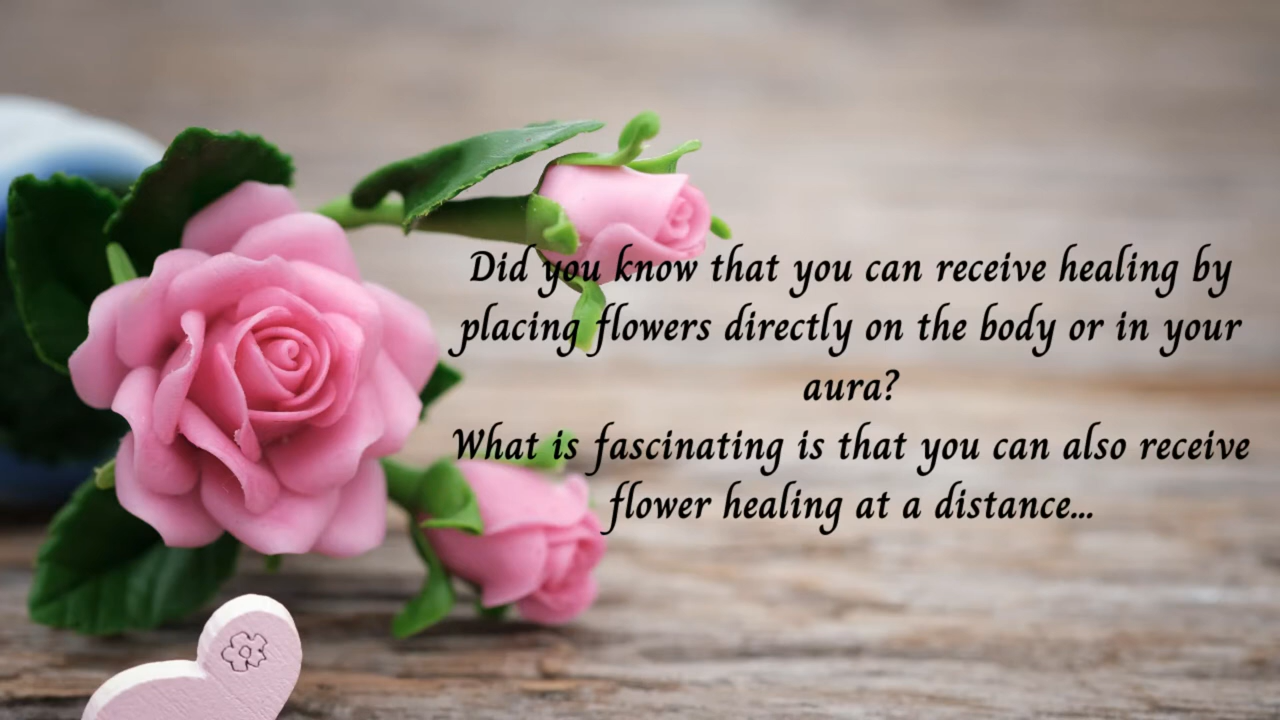 Did you know that you can receive healing by
placing flowers directly on the body or in your
aura?
What is fascinating is that you can also receive
flower healing at a distance...